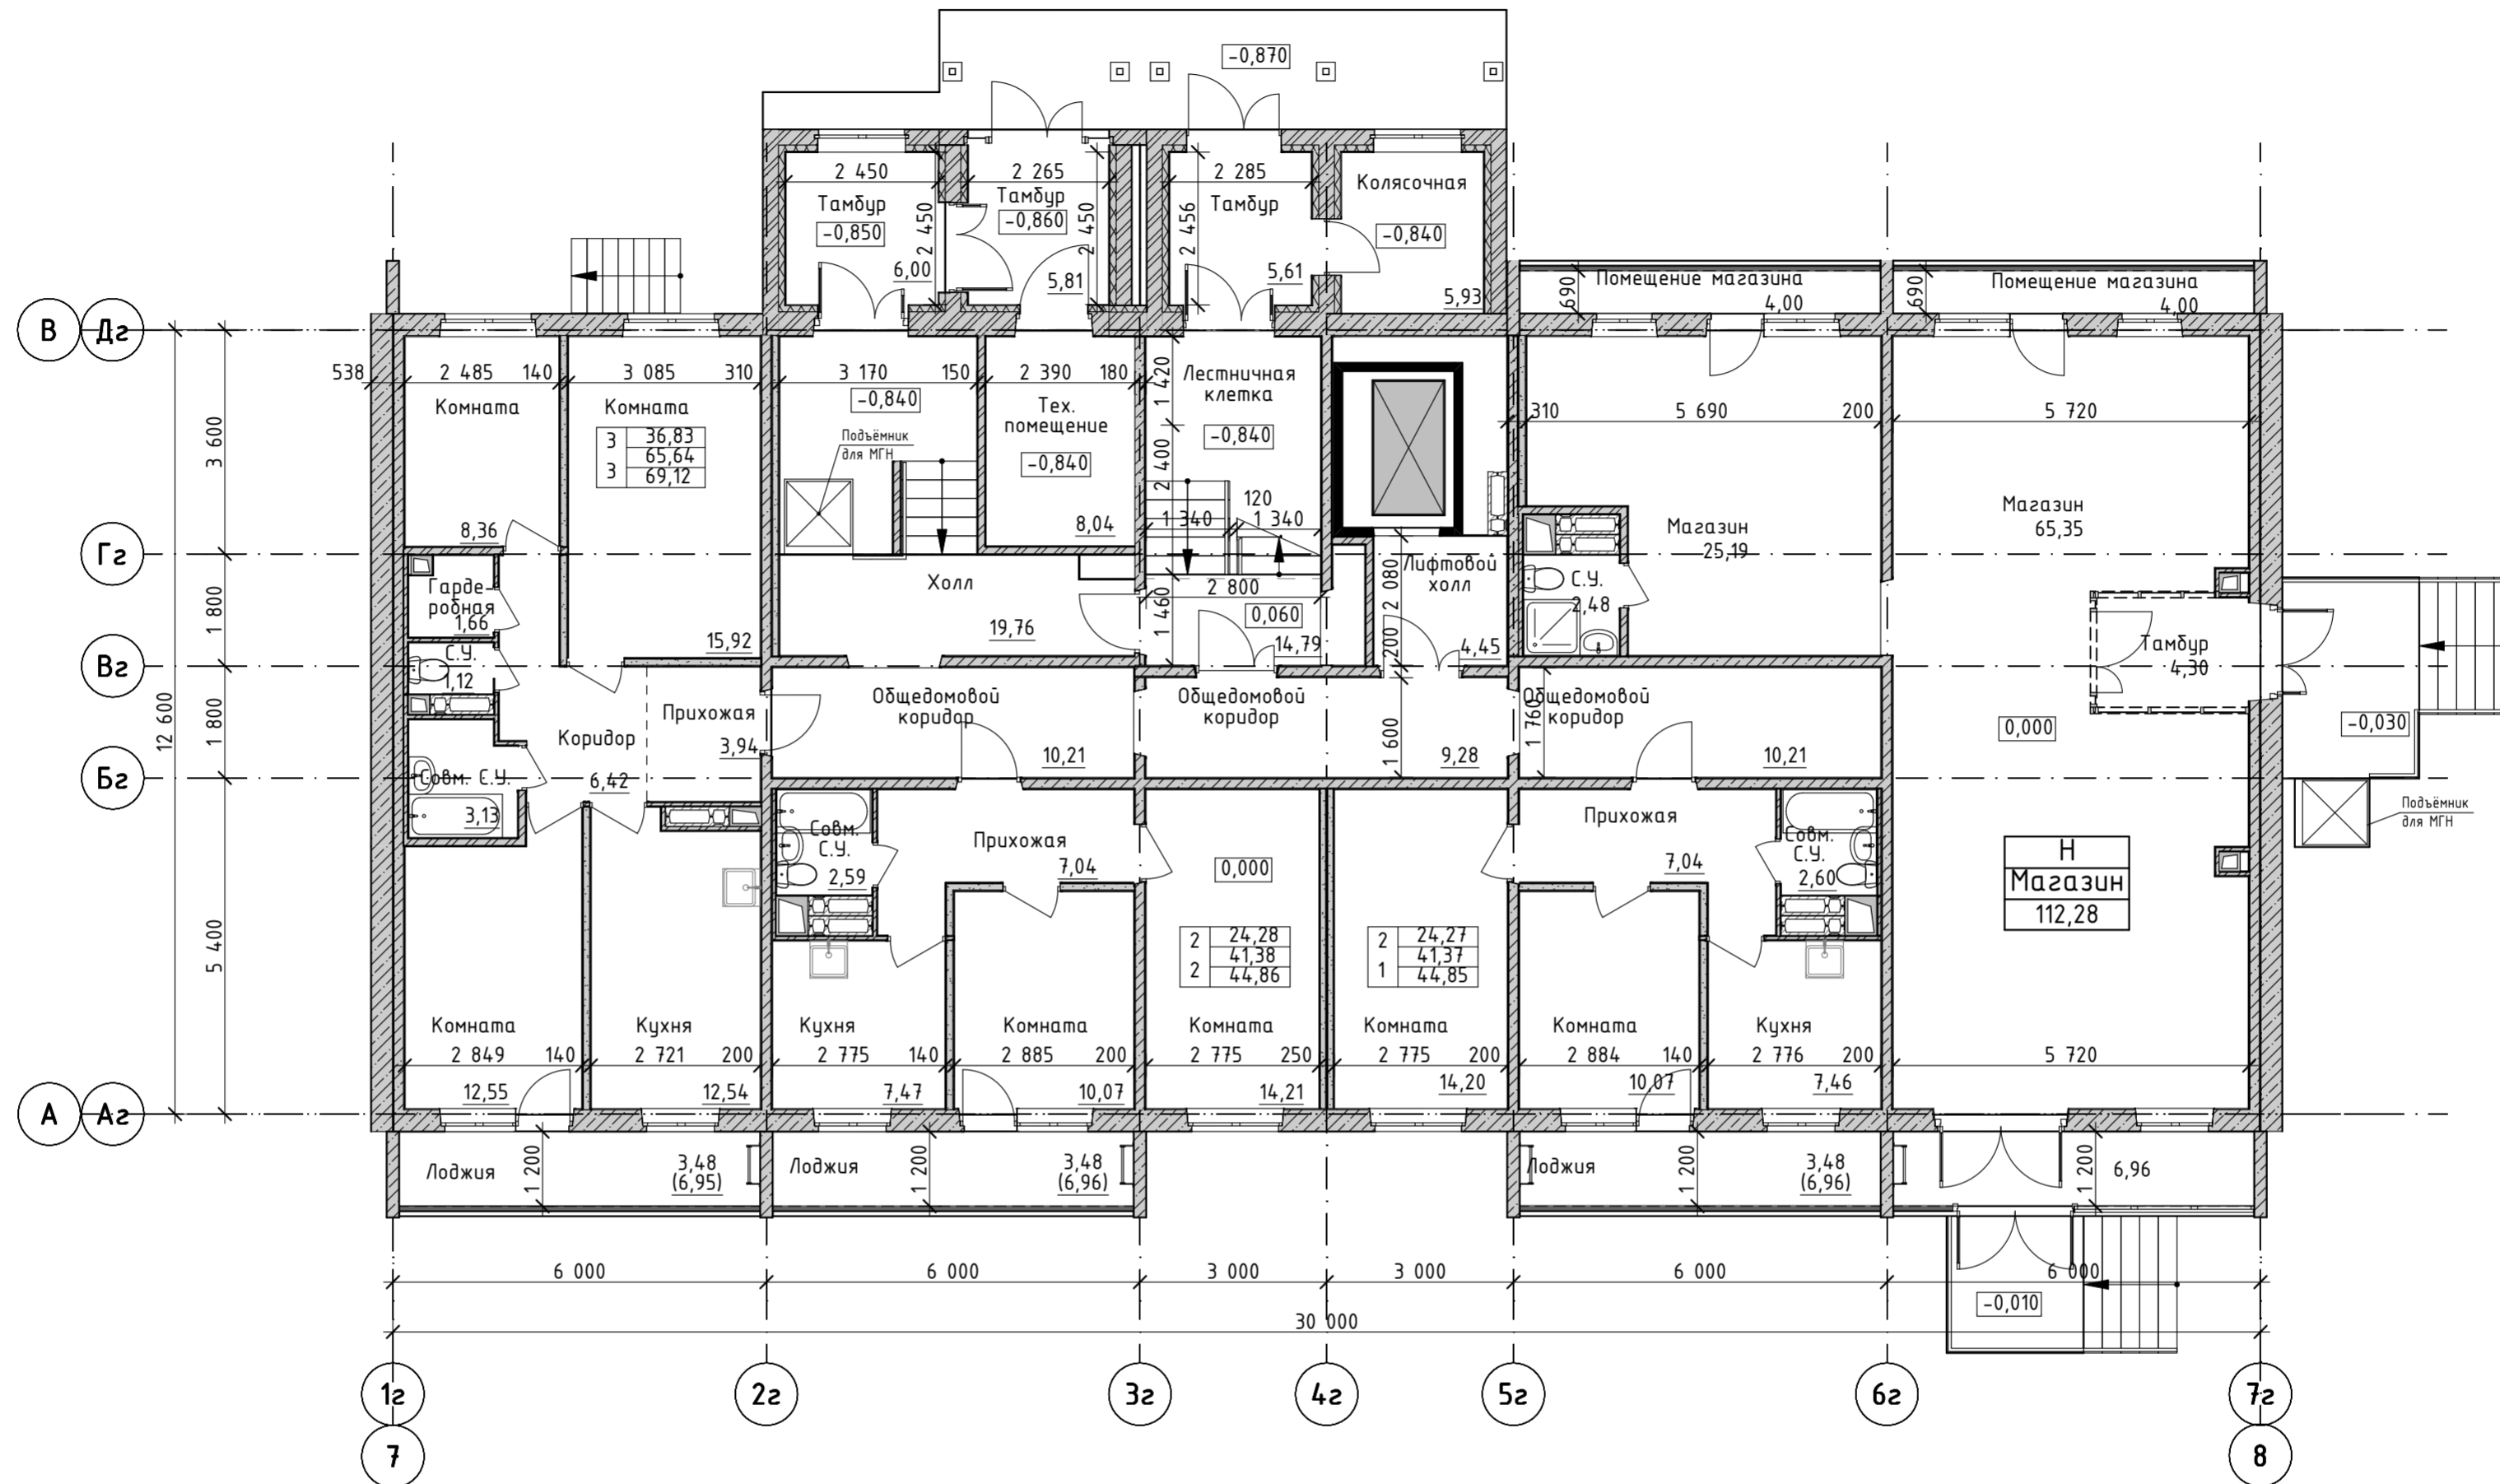 -0,870
2 450
2 265
2 285
Колясочная
Тамбур
Тамбур
Тамбур
-0,850
-0,860
-0,840
2 450
2 450
2 456
6,00
5,81
5,61
5,93
690
Помещение магазина
4,00
690
Помещение магазина
4,00
В
Дг
538
2 485
140
3 085
310
3 170
150
2 390
180
1 420
Лестничная
клетка
-0,840
310
5 690
200
5 720
Комната
Комната
-0,840
Тех.
помещение
-0,840
3
36,83
65,64
3
69,12
Подъёмник
для МГН
3 600
2 400
120
1 340
1 340
8,36
8,04
Магазин
25,19
Магазин
65,35
Гг
Гарде-
робная
1,66
Холл
19,76
2 800
1 460
0,060
14,79
2 080
200
Лифтовой
холл
4,45
С.У.
2,48
1 800
15,92
С.У.
1,12
Тамбур
4,30
Вг
12 600
1 800
Прихожая
3,94
Коридор
6,42
Общедомовой
коридор
10,21
Общедомовой
коридор
1 600
9,28
1 760
Общедомовой
коридор
10,21
0,000
-0,030
Бг
Совм. С.У.
3,13
Подъёмник
для МГН
Совм.
С.У.
2,59
Прихожая
7,04
0,000
Прихожая
7,04
Совм.
С.У.
2,60
Н
Магазин
112,28
5 400
2
24,28
41,38
2
44,86
2
24,27
41,37
1
44,85
Комната
Кухня
Кухня
Комната
Комната
Комната
Комната
Кухня
2 849
140
2 721
200
2 775
140
2 885
200
2 775
250
2 775
200
2 884
140
2 776
200
5 720
12,55
12,54
7,47
10,07
14,21
14,20
10,07
7,46
А
Аг
Лоджия
1 200
3,48
(6,95)
Лоджия
1 200
3,48
(6,96)
Лоджия
1 200
3,48
(6,96)
1 200
6,96
6 000
6 000
3 000
3 000
6 000
6 000
-0,010
30 000
1г
2г
3г
4г
5г
6г
7г
7
8